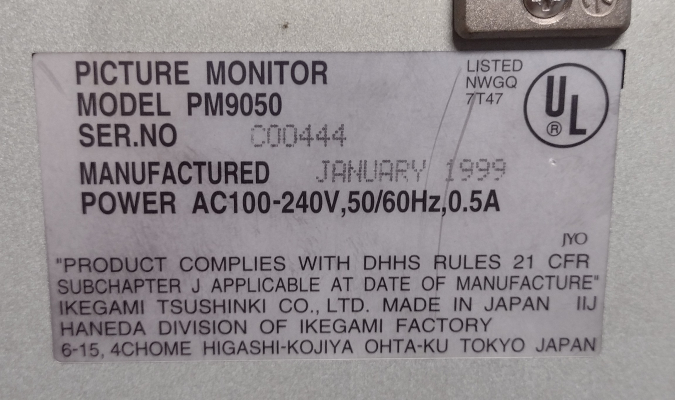 PICTURE MONITOR
MODEL PM9050
SER.NO C00444
MANUFACTURED JANUARY 1999
POWER AC100-240V,50/60Hz,0.5A
LISTED
NWGQ
7T47
UL
®
JYO
"PRODUCT COMPLIES WITH DHHS RULES 21 CFR
SUBCHAPTER J APPLICABLE AT DATE OF MANUFACTURE"
IKEGAMI TSUSHINKI CO., LTD. MADE IN JAPAN IIJ
HANEDA DIVISION OF IKEGAMI FACTORY
6-15, 4CHOME HIGASHI-KOJIYA OHTA-KU TOKYO JAPAN